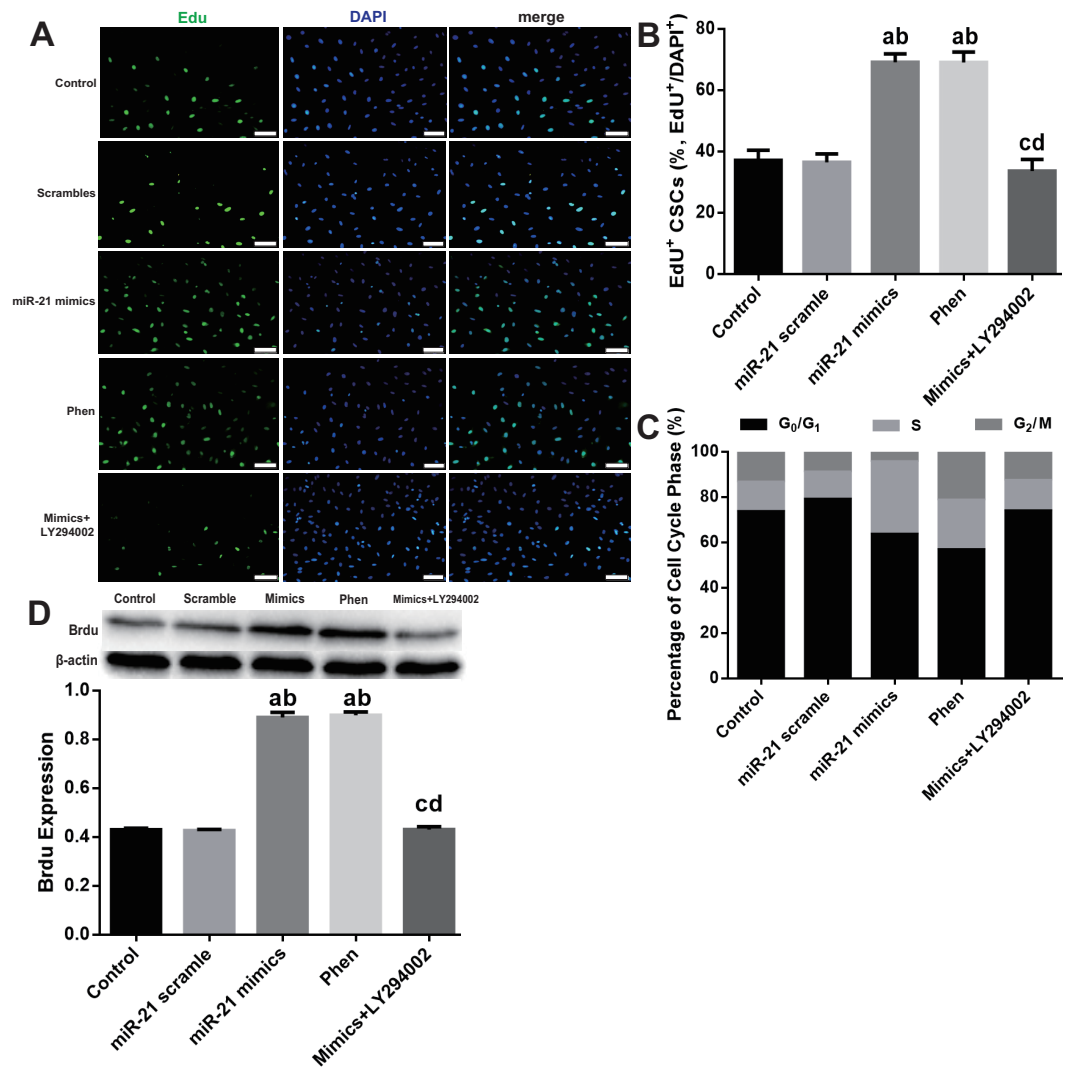 A
Edu
DAPI
merge
Control
Scrambles
miR-21 mimics
Phen
Mimics+
LY294002
B
EdU⁺ CSCs (%, EdU⁺/DAPI⁺)
80
60
40
20
0
ab
ab
cd
Control
miR-21 scramle
miR-21 mimics
Phen
Mimics+LY294002
C
G₀/G₁
S
G₂/M
Percentage of Cell Cycle Phase (%)
100
80
60
40
20
0
Control
miR-21 scramle
miR-21 mimics
Phen
Mimics+LY294002
D
Control
Scramble
Mimics
Phen
Mimics+LY294002
Brdu
β-actin
Brdu Expression
1.0
0.8
0.6
0.4
0.2
0.0
ab
ab
cd
Control
miR-21 scramle
miR-21 mimics
Phen
Mimics+LY294002